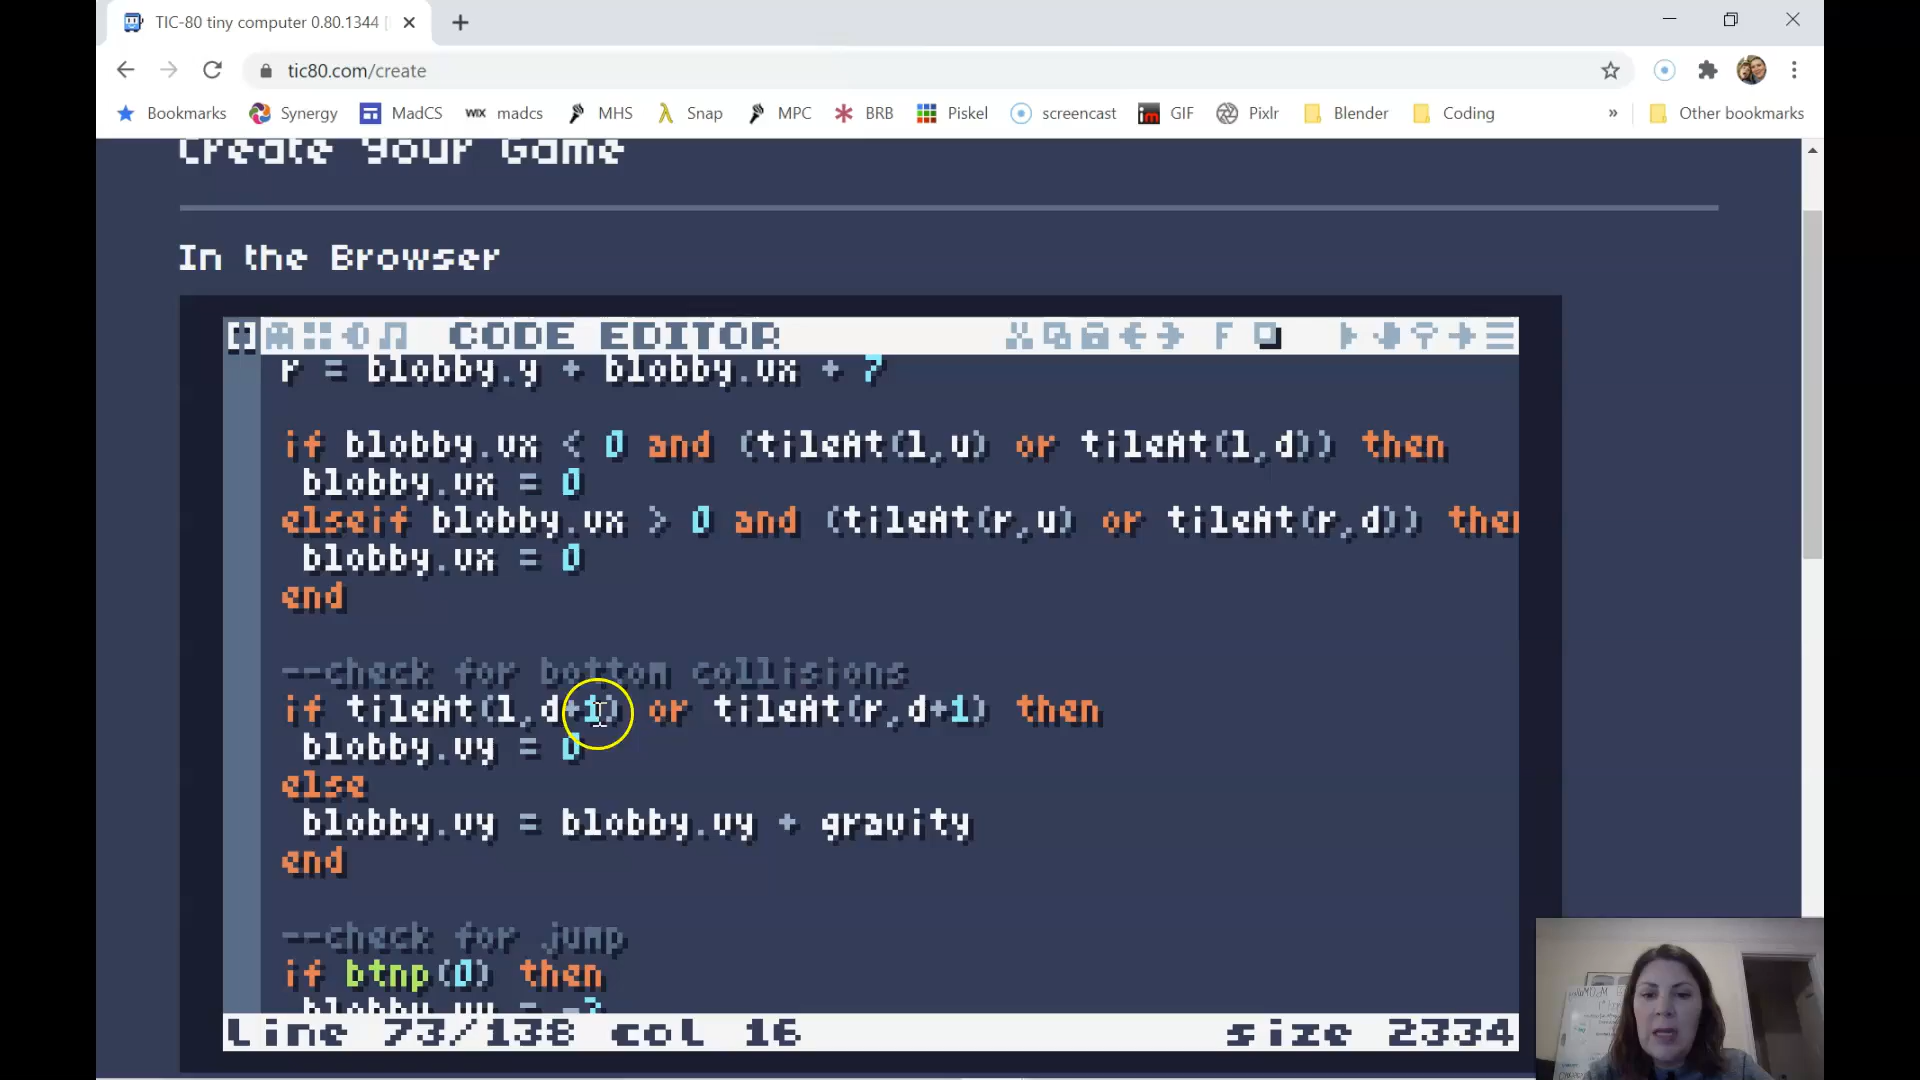 TIC-80 tiny computer 0.80.1344
tic80.com/create
Bookmarks Synergy MadCS WIX madcs MHS Snap MPC BRB Piskel screencast GIF Pixlr Blender Coding » Other bookmarks
Create your Game
In the Browser
CODE EDITOR F
r = blobby.y + blobby.vx + 7
if blobby.vx < 0 and (tileAt(l,u) or tileAt(l,d)) then
blobby.vx = 0
elseif blobby.vx > 0 and (tileAt(r,u) or tileAt(r,d)) then
blobby.vx = 0
end
--check for bottom collisions
if tileAt(l,d+1) or tileAt(r,d+1) then
blobby.vy = 0
else
blobby.vy = blobby.vy + gravity
end
--check for jump
if btnp(0) then
line 73/138 col 16 size 2334